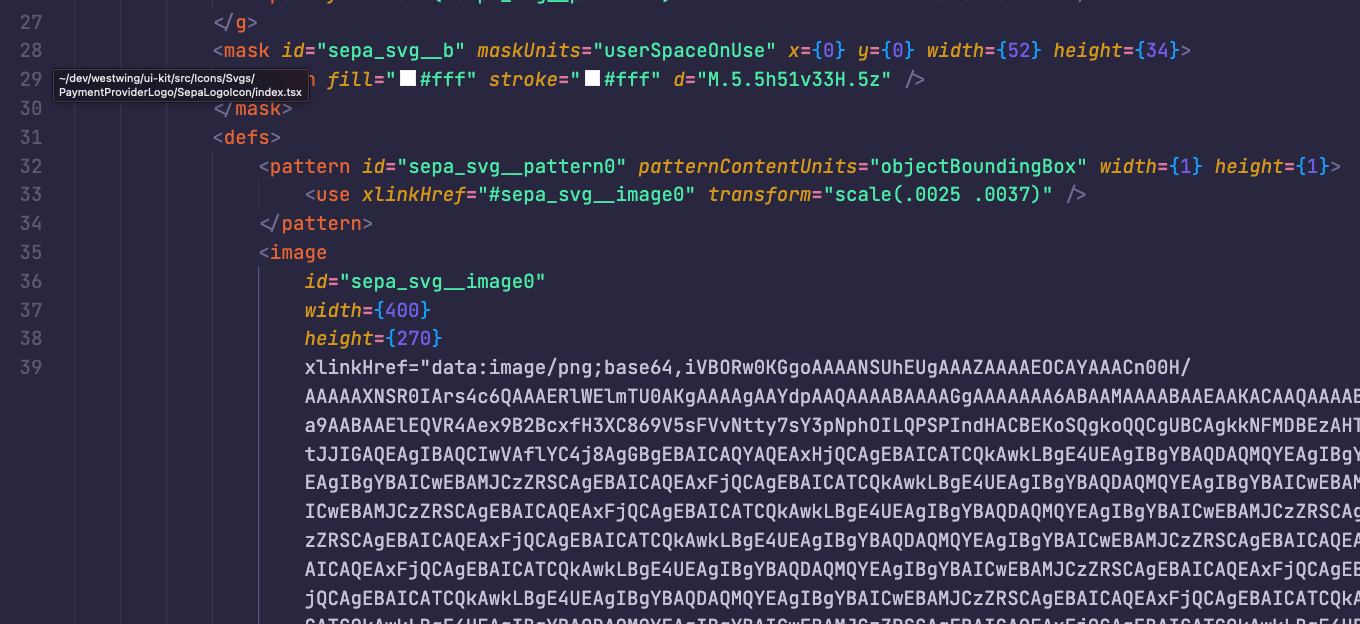 27 </g>
28 <mask id="sepa_svg__b" maskUnits="userSpaceOnUse" x={0} y={0} width={52} height={34}>
29 fill="#fff" stroke="#fff" d="M.5.5h51v33H.5z" />
~/dev/westwing/ui-kit/src/Icons/Svgs/
PaymentProviderLogo/SepaLogoIcon/index.tsx
30 </mask>
31 <defs>
32 <pattern id="sepa_svg__pattern0" patternContentUnits="objectBoundingBox" width={1} height={1}>
33 <use xlinkHref="#sepa_svg__image0" transform="scale(.0025 .0037)" />
34 </pattern>
35 <image
36 id="sepa_svg__image0"
37 width={400}
38 height={270}
39 xlinkHref="data:image/png;base64,iVBORw0KGgoAAAANSUhEUgAAAZAAAAEOCAYAAACn00H/
AAAAAXNSR0IArs4c6QAAAERlWElmTU0AKgAAAAgAAYdpAAQAAAABAAAAGgAAAAAAA6ABAAMAAAABAAEAAKACAAQAAAAB
a9AABAAElEQVR4Aex9B2BcxfH3XC869V5sFVvNtty7sY3pNphOILQPSPIndHACBEKoSQgkoQQCgUBCAgkkNFMDBEzAHT
tJJIGAQEAgIBAQCIwVAflYC4j8AgGBgEBAICAQYAQEAxHjQCAgEBAICATCQkAwkLBgE4UEAgIBgYBAQDAQMQYEAgIBgY
EAgIBgYBAICwEBAMJCzZRSCAgEBAICAQEAxFjQCAgEBAICATCQkAwkLBgE4UEAgIBgYBAQDAQMQYEAgIBgYBAICwEBAM
ICwEBAMJCzZRSCAgEBAICAQEAxFjQCAgEBAICATCQkAwkLBgE4UEAgIBgYBAQDAQMQYEAgIBgYBAICwEBAMJCzZRSCAg
zZRSCAgEBAICAQEAxFjQCAgEBAICATCQkAwkLBgE4UEAgIBgYBAQDAQMQYEAgIBgYBAICwEBAMJCzZRSCAgEBAICAQEA
AICAQEAxFjQCAgEBAICATCQkAwkLBgE4UEAgIBgYBAQDAQMQYEAgIBgYBAICwEBAMJCzZRSCAgEBAICAQEAxFjQCAgEB
jQCAgEBAICATCQkAwkLBgE4UEAgIBgYBAQDAQMQYEAgIBgYBAICwEBAMJCzZRSCAgEBAICAQEAxFjQCAgEBAICATCQkA